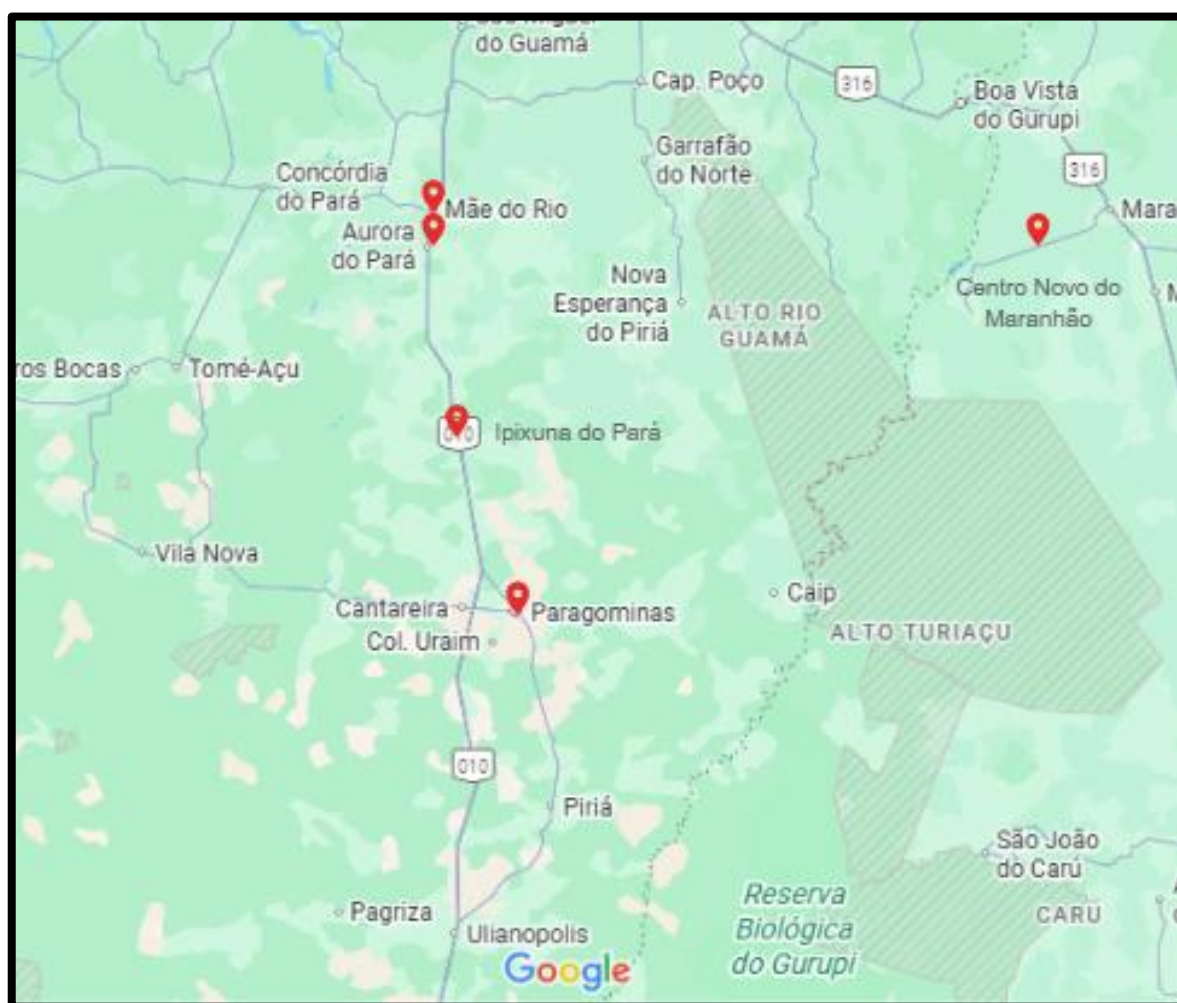 do Guamá
Cap. Poço
316
Boa Vista
do Gurupi
Garrafão
do Norte
316
Concórdia
do Pará
Mãe do Rio
Mara
Aurora
do Pará
Nova
Esperança
do Piriá
ALTO RIO
GUAMÁ
Centro Novo do
Maranhão
M
ros Bocas
Tomé-Açu
Ipixuna do Pará
Vila Nova
Cantareira
Paragominas
Caip
Col. Uraim
ALTO TURIAÇU
010
Piriá
São João
do Carú
Reserva
Biológica
do Gurupi
CARU
Pagriza
Ulianopolis
Google